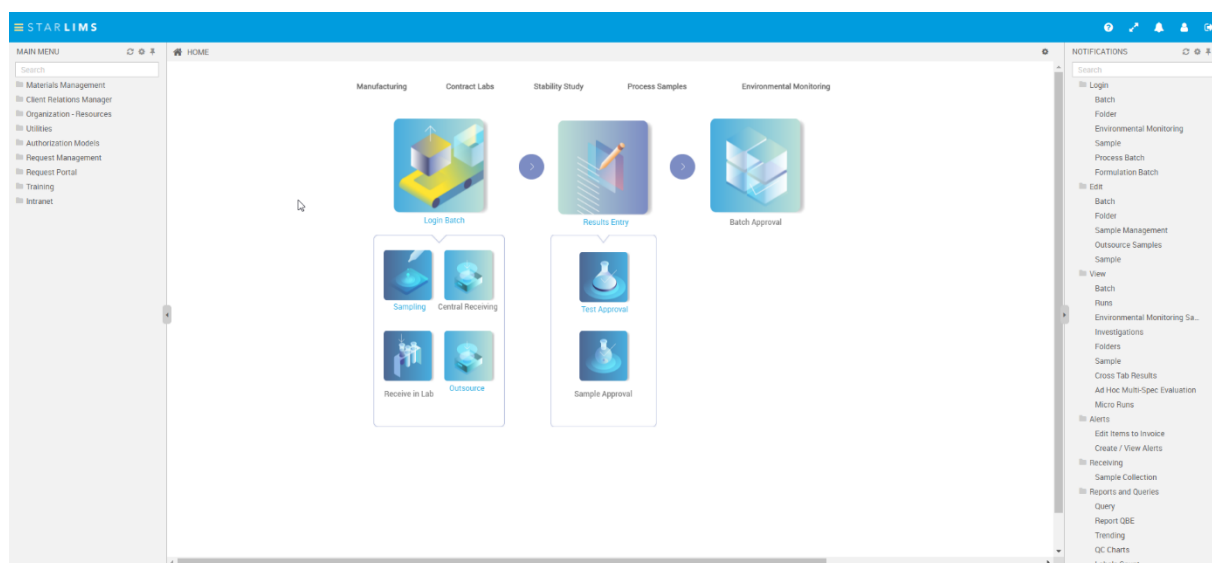 STARLIMS
MAIN MENU
Search
Materials Management
Client Relations Manager
Organization - Resources
Utilities
Authorization Models
Request Management
Request Portal
Training
Intranet
HOME
Manufacturing Contract Labs Stability Study Process Samples Environmental Monitoring
Login Batch Results Entry Batch Approval
Sampling Central Receiving Test Approval
Receive in Lab Outsource Sample Approval
NOTIFICATIONS
Search
Login
Batch
Folder
Environmental Monitoring
Sample
Process Batch
Formulation Batch
Edit
Batch
Folder
Sample Management
Outsource Samples
Sample
View
Batch
Runs
Environmental Monitoring Sa...
Investigations
Folders
Sample
Cross Tab Results
Ad Hoc Multi-Spec Evaluation
Micro Runs
Alerts
Edit Items to Invoice
Create / View Alerts
Receiving
Sample Collection
Reports and Queries
Query
Report QBE
Trending
QC Charts